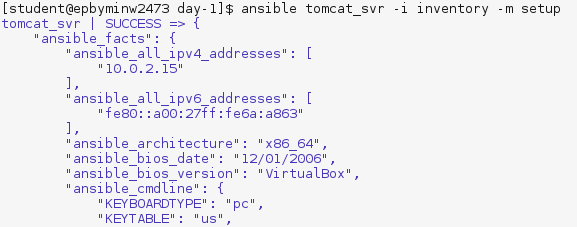 [student@epbyminw2473 day-1]$ ansible tomcat_svr -i inventory -m setup
tomcat_svr | SUCCESS => {
    "ansible_facts": {
        "ansible_all_ipv4_addresses": [
            "10.0.2.15"
        ],
        "ansible_all_ipv6_addresses": [
            "fe80::a00:27ff:fe6a:a863"
        ],
        "ansible_architecture": "x86_64",
        "ansible_bios_date": "12/01/2006",
        "ansible_bios_version": "VirtualBox",
        "ansible_cmdline": {
            "KEYBOARDTYPE": "pc",
            "KEYTABLE": "us",